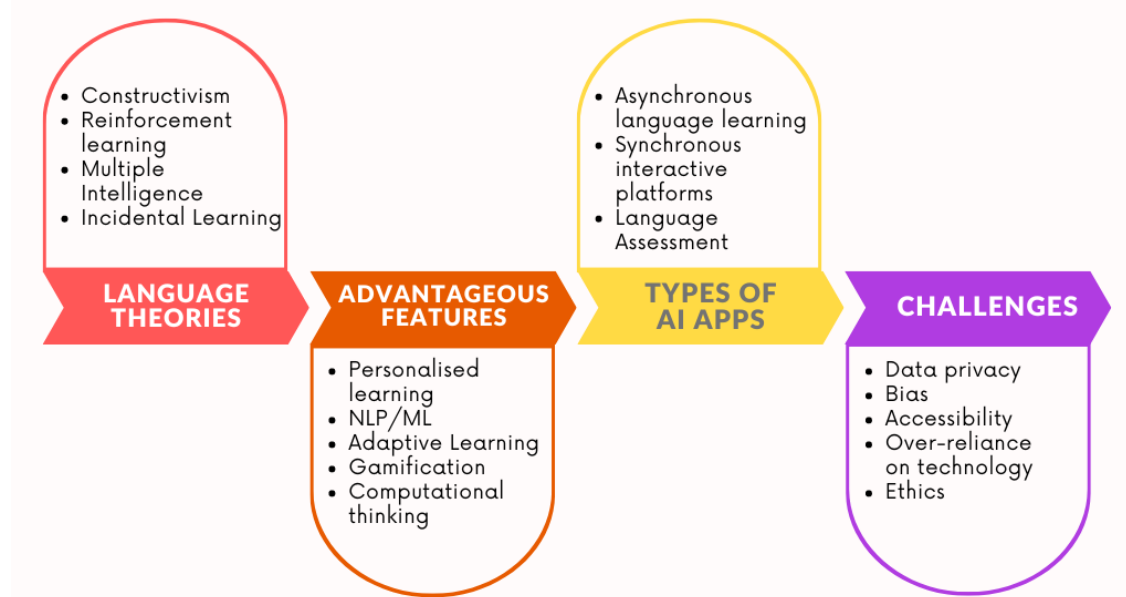 • Constructivism
• Reinforcement
learning
• Multiple
Intelligence
• Incidental Learning
LANGUAGE
THEORIES
ADVANTAGEOUS
FEATURES
• Personalised
learning
• NLP/ML
• Adaptive Learning
• Gamification
• Computational
thinking
• Asynchronous
language learning
• Synchronous
interactive
platforms
• Language
Assessment
TYPES OF
AI APPS
CHALLENGES
• Data privacy
• Bias
• Accessibility
• Over-reliance
on technology
• Ethics